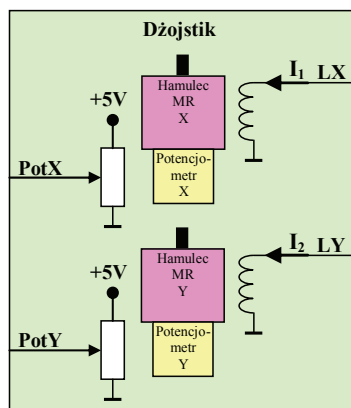 Dżojstik
Hamulec
MR
X
I₁ LX
+5V
Potencjo-
metr
X
PotX
Hamulec
MR
Y
I₂ LY
+5V
Potencjo-
metr
Y
PotY